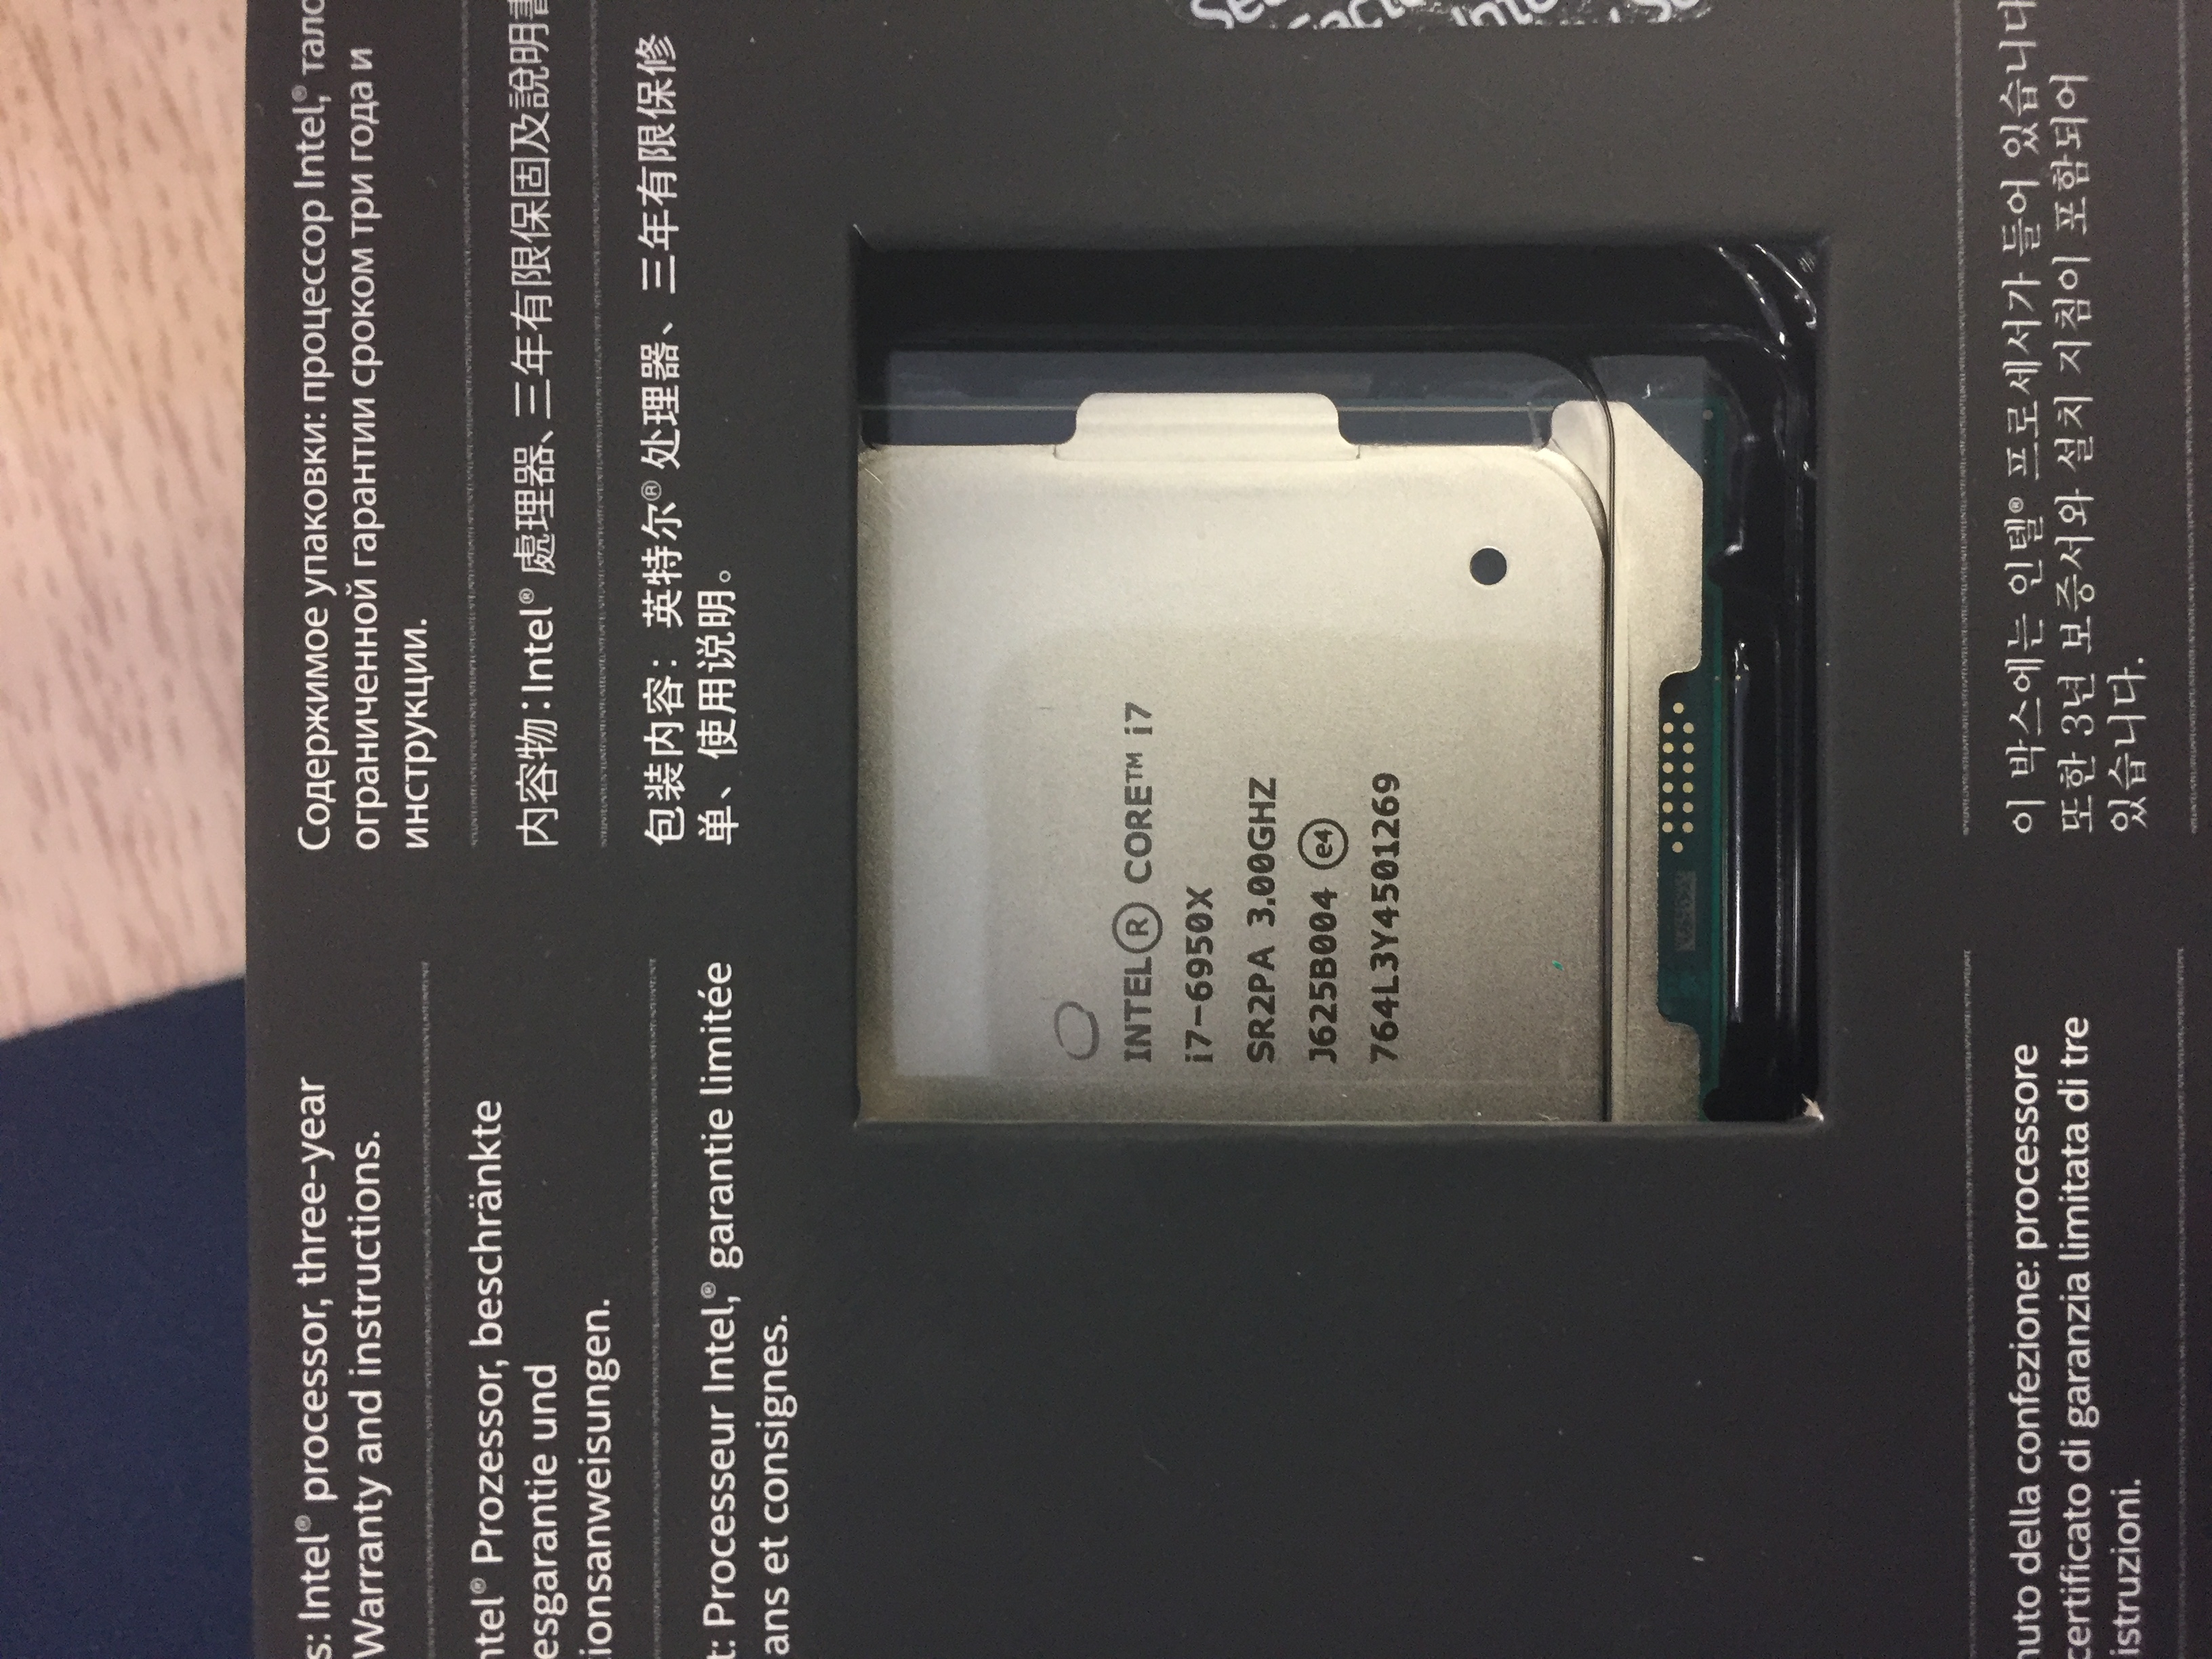 s: Intel® processor, three-year
Warranty and instructions.
ntel® Prozessor, beschränkte
esgarantie und
ionsanweisungen.
t: Processeur Intel,® garantie limitée
ans et consignes.
Содержимое упаковки: процессор Intel,® тало
ограниченной гарантии сроком три года и
инструкции.
内容物:Intel® 處理器、三年有限保固及說明書
包装内容：英特尔®处理器、三年有限保修
单、使用说明。
INTEL® CORE™ i7
i7-6950X
SR2PA 3.00GHZ
J625B004 e4
764L3Y4501269
nuto della confezione: processore
certificato di garanzia limitata di tre
istruzioni.
이 박스에는 인텔® 프로세서가 들어 있습니다
또한 3년 보증서와 설치 지침이 포함되어
있습니다.